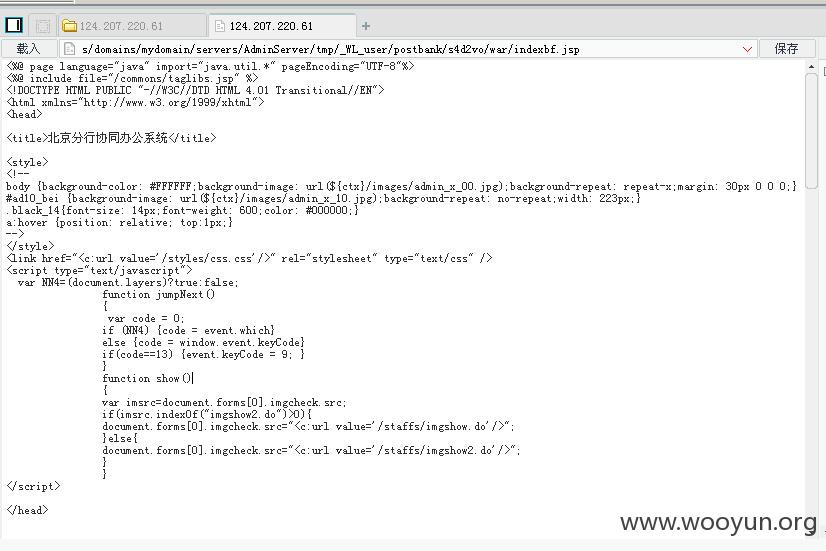 124.207.220.61
124.207.220.61
载入
s/domains/mydomain/servers/AdminServer/tmp/_WL_user/postbank/s4d2vo/war/indexbf.jsp
保存
<%@ page language="java" import="java.util.*" pageEncoding="UTF-8"%>
<%@ include file="/commons/taglibs.jsp" %>
<!DOCTYPE HTML PUBLIC "-//W3C//DTD HTML 4.01 Transitional//EN">
<html xmlns="http://www.w3.org/1999/xhtml">
<head>
<title>北京分行协同办公系统</title>
<style>
<!--
body {background-color: #FFFFFF;background-image: url(${ctx}/images/admin_x_00.jpg);background-repeat: repeat-x;margin: 30px 0 0 0;}
#ad10_bei {background-image: url(${ctx}/images/admin_x_10.jpg);background-repeat: no-repeat;width: 223px;}
.black_14{font-size: 14px;font-weight: 600;color: #000000;}
a:hover {position: relative; top:1px;}
-->
</style>
<link href="<c:url value='/styles/css.css'/>" rel="stylesheet" type="text/css" />
<script type="text/javascript">
var NN4=(document.layers)?true:false;
function jumpNext()
{
var code = 0;
if (NN4) {code = event.which}
else {code = window.event.keyCode}
if(code==13) {event.keyCode = 9; }
}
function show()
{
var imsrc=document.forms[0].imgcheck.src;
if(imsrc.indexOf("imgshow2.do")>0){
document.forms[0].imgcheck.src="<c:url value='/staffs/imgshow.do'/>";
}else{
document.forms[0].imgcheck.src="<c:url value='/staffs/imgshow2.do'/>";
}
}
</script>
</head>
www.wooyun.org